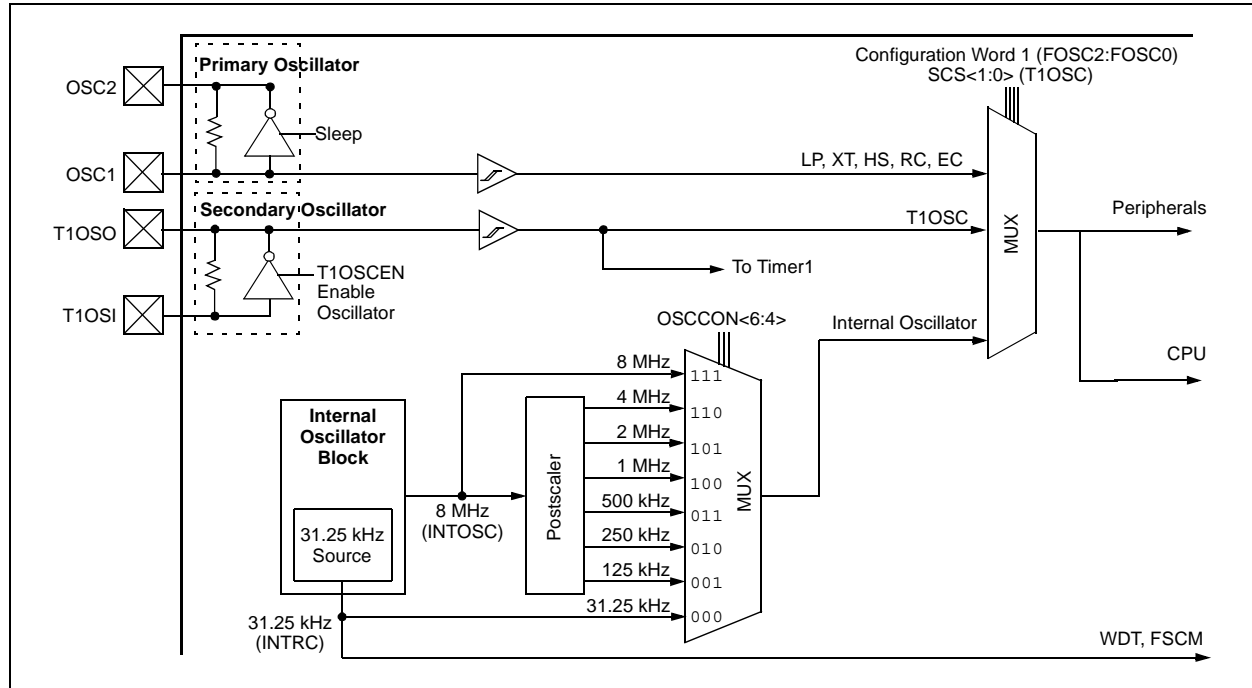 Configuration Word 1 (FOSC2:FOSC0)
SCS<1:0> (T1OSC)
Primary Oscillator
OSC2
Sleep
OSC1
LP, XT, HS, RC, EC
Secondary Oscillator
T1OSO
T1OSC
MUX
Peripherals
To Timer1
T1OSCEN
Enable
Oscillator
T1OSI
OSCCON<6:4>
Internal Oscillator
CPU
8 MHz
111
Internal
Oscillator
Block
4 MHz
110
2 MHz
101
1 MHz
100
Postscaler
MUX
8 MHz
(INTOSC)
500 kHz
011
31.25 kHz
Source
250 kHz
010
125 kHz
001
31.25 kHz
000
31.25 kHz
(INTRC)
WDT, FSCM